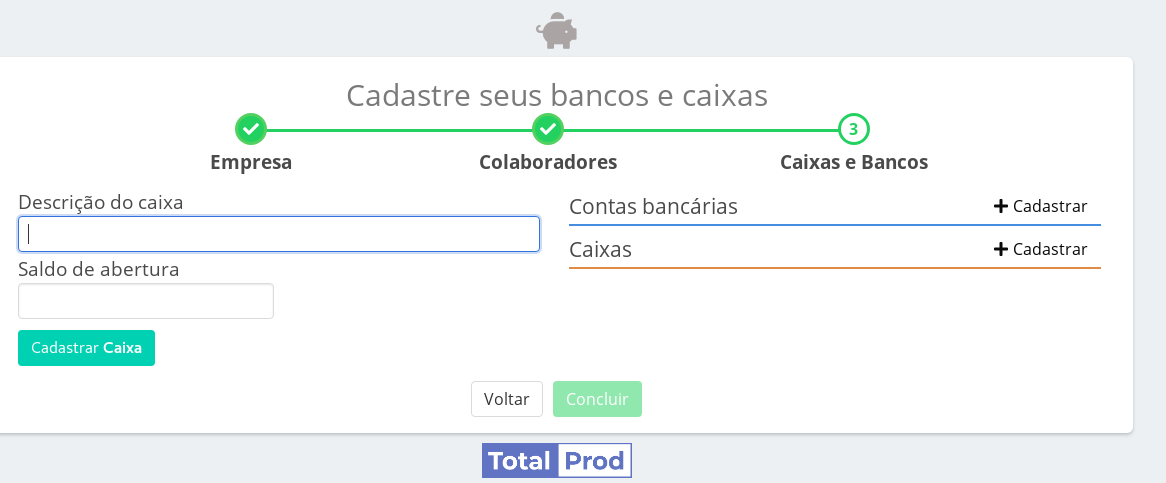 Cadastre seus bancos e caixas
3
Empresa
Colaboradores
Caixas e Bancos
Descrição do caixa
Saldo de abertura
Cadastrar Caixa
Contas bancárias
Cadastrar
Caixas
Cadastrar
Voltar
Concluir
Total Prod